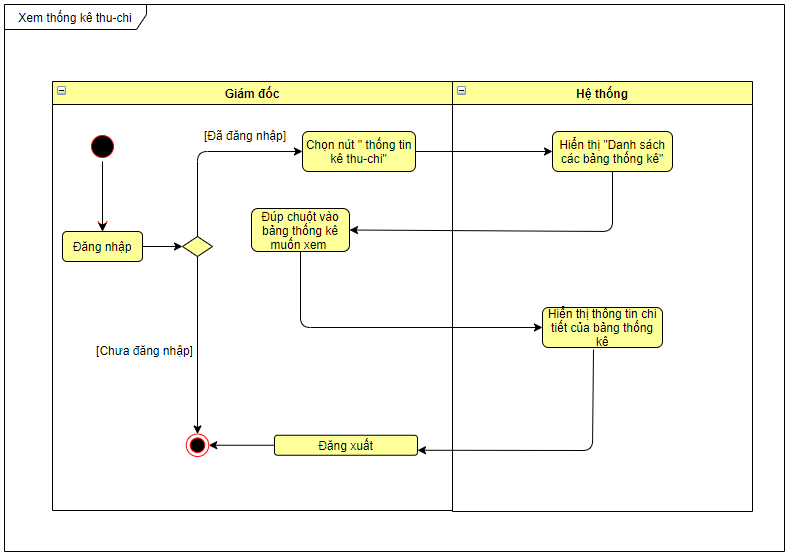 Xem thống kê thu-chi
Giám đốc
Hệ thống
[Đã đăng nhập]
Chọn nút " thống tin
kê thu-chi"
Hiển thị "Danh sách
các bảng thống kê"
Đúp chuột vào
bảng thống kê
muốn xem
Đăng nhập
Hiển thị thông tin chi
tiết của bảng thống
kê
[Chưa đăng nhập]
Đăng xuất